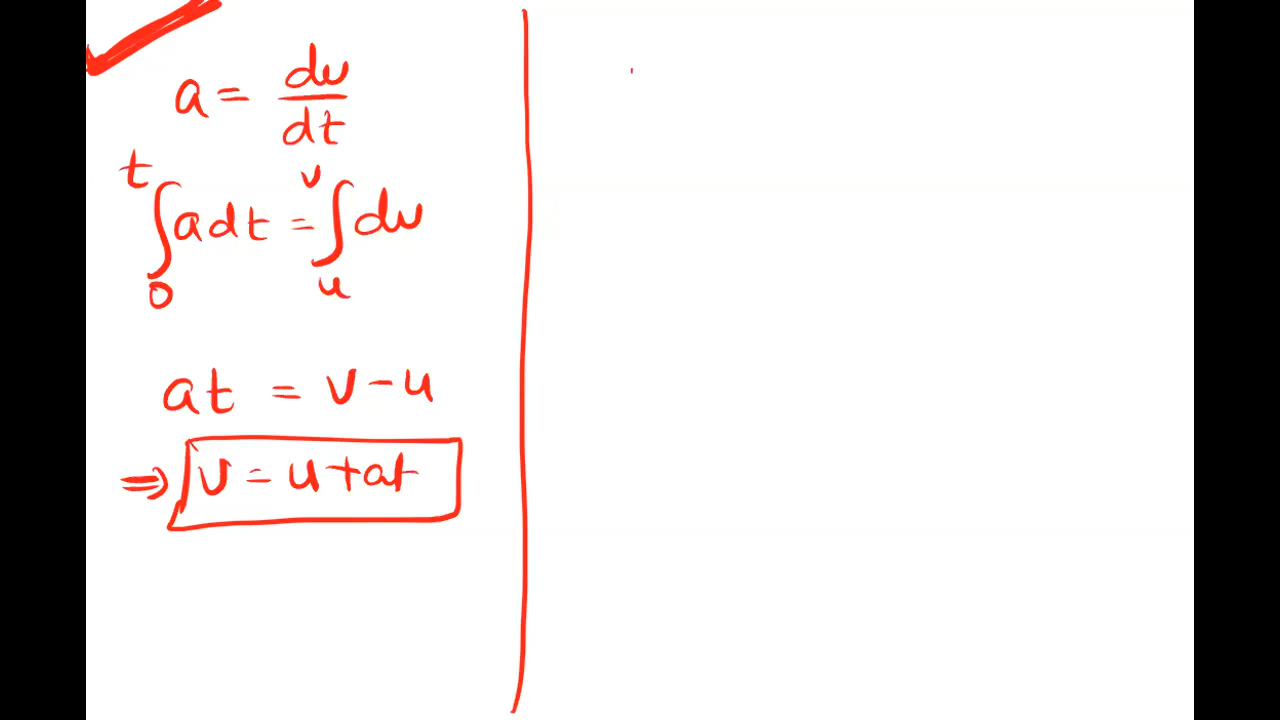 a = dv/dt
∫₀ᵗ a dt = ∫ᵤᵛ dv
at = v - u
⇒ v = u + at